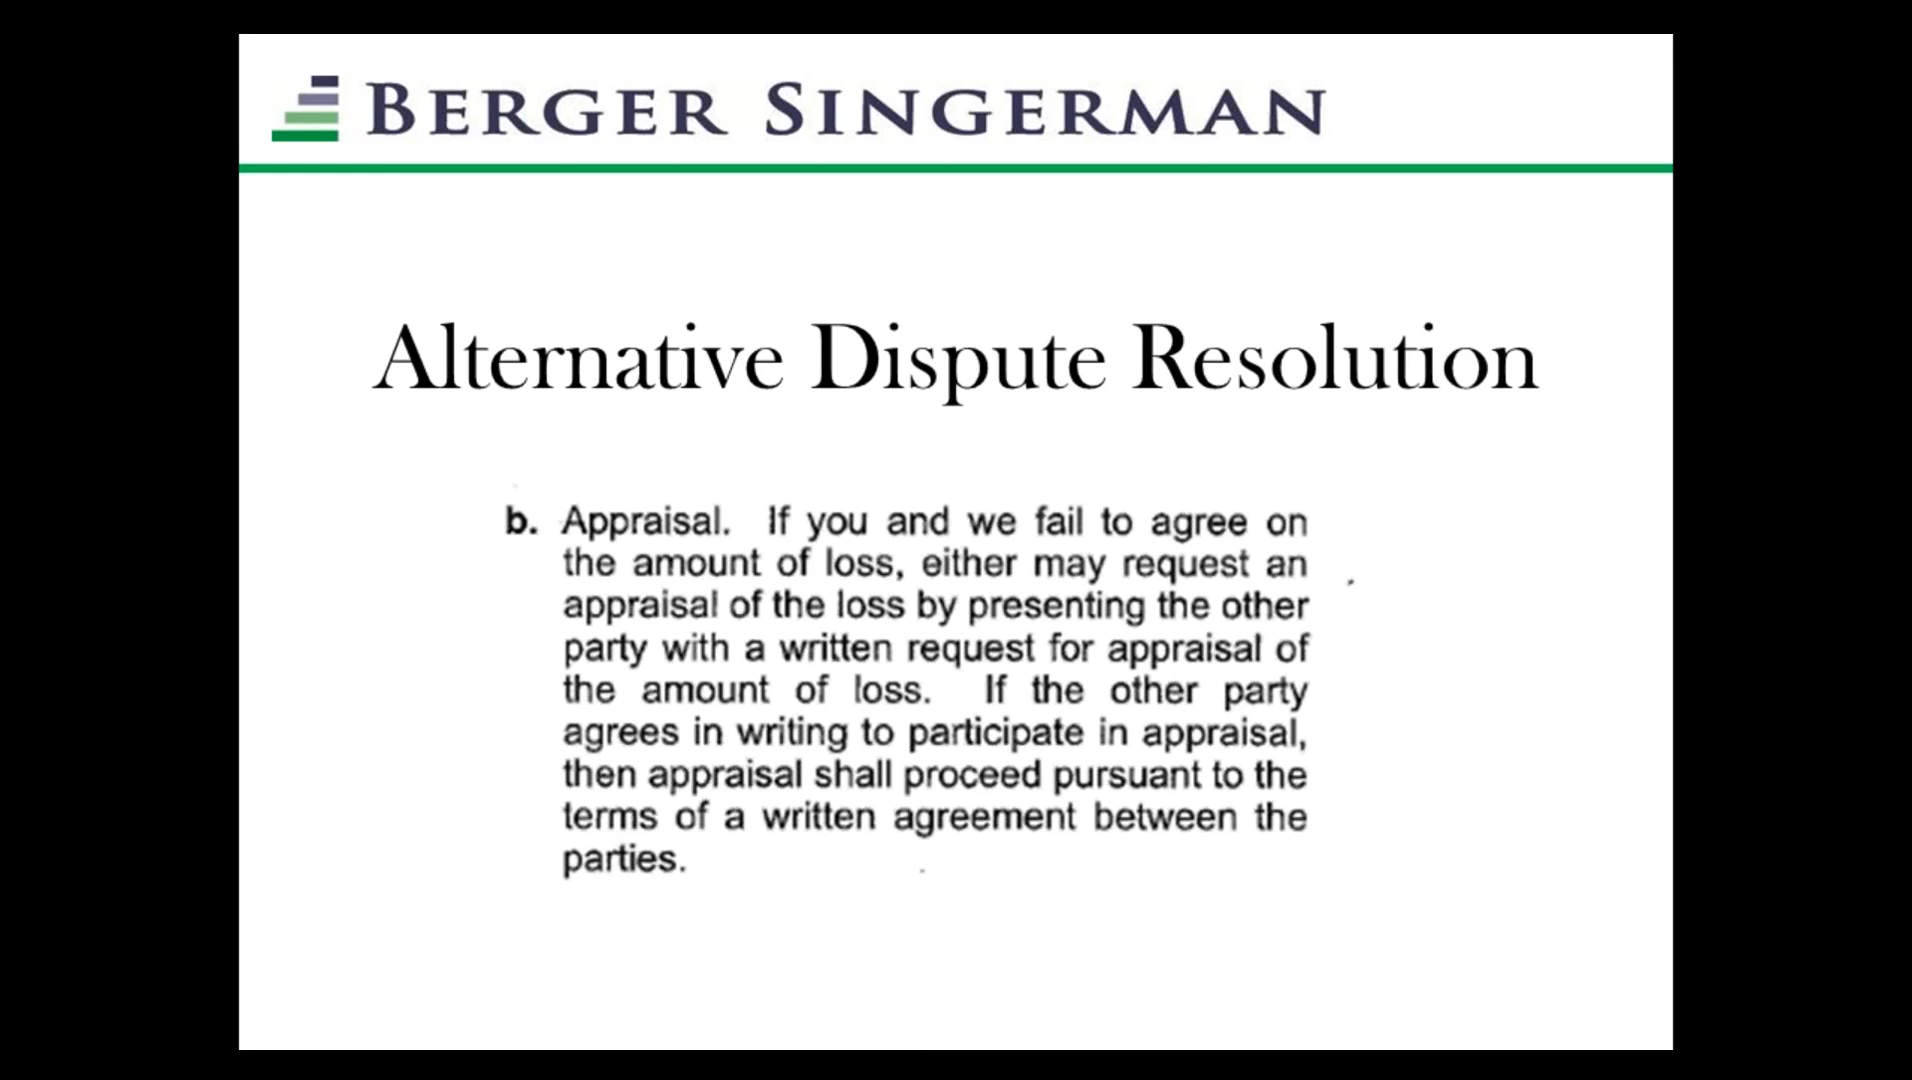 BERGER SINGERMAN
Alternative Dispute Resolution
b. Appraisal. If you and we fail to agree on
the amount of loss, either may request an
appraisal of the loss by presenting the other
party with a written request for appraisal of
the amount of loss. If the other party
agrees in writing to participate in appraisal,
then appraisal shall proceed pursuant to the
terms of a written agreement between the
parties.